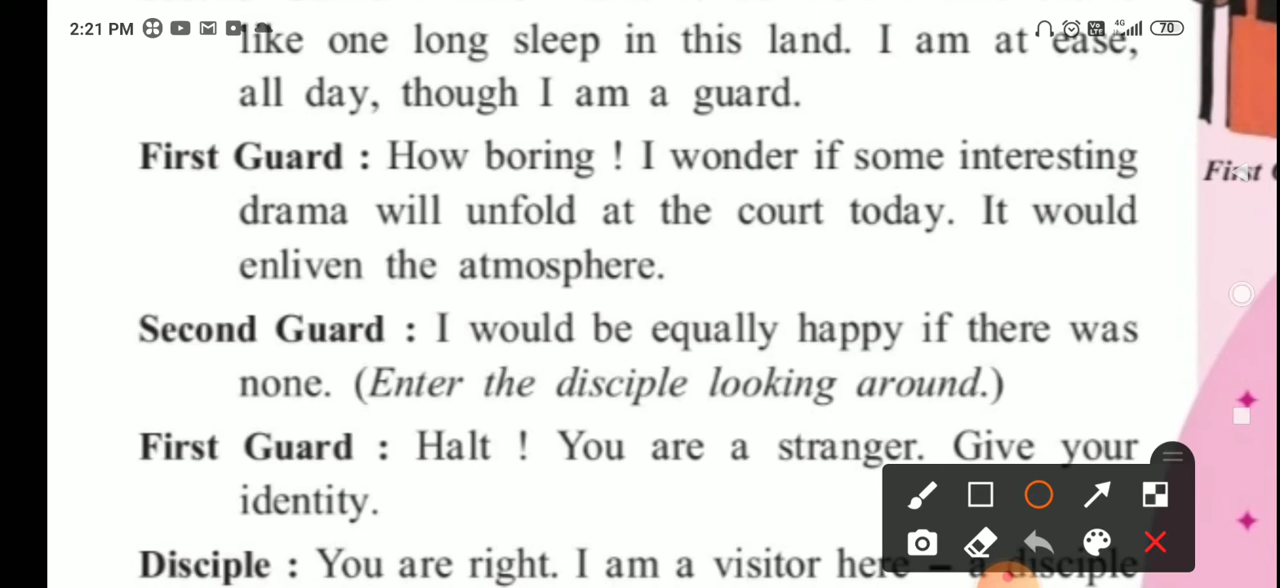 2:21 PM
4G
70
like one long sleep in this land. I am at ease,
all day, though I am a guard.
First Guard : How boring ! I wonder if some interesting
drama will unfold at the court today. It would
enliven the atmosphere.
Second Guard : I would be equally happy if there was
none. (Enter the disciple looking around.)
First Guard : Halt ! You are a stranger. Give your
identity.
Disciple : You are right. I am a visitor here – a disciple
First